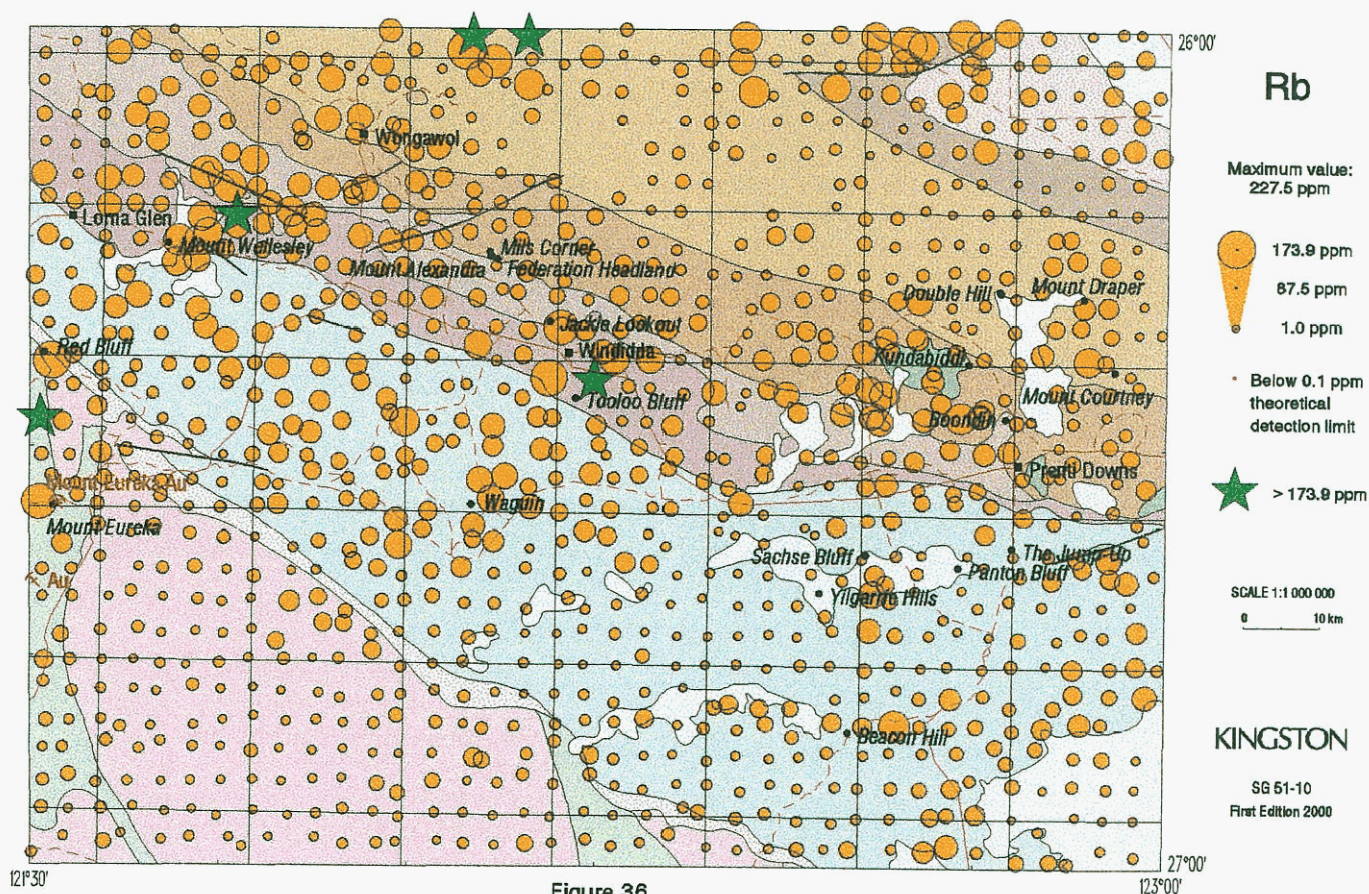 26°00'
Rb
Maximum value:
227.5 ppm
173.9 ppm
87.5 ppm
1.0 ppm
Below 0.1 ppm
theoretical
detection limit
> 173.9 ppm
SCALE 1:1 000 000
0 10 km
KINGSTON
SG 51-10
First Edition 2000
Wongawol
Lorna Glen
Mount Wellesley
Mils Corner
Mount Alexandra
Federation Headland
Double Hill
Mount Draper
Jackie Lookout
Red Bluff
Windidda
Kundabiddi
Mount Courtney
Tooloo Bluff
Boondin
Prenti Downs
Mount Eureka Au
Mount Eureka
Waguin
Au
Sachse Bluff
The Jump-Up
Panton Bluff
Yilgarite Hills
Beacon Hill
27°00'
121°30'
123°00'
Figure 36